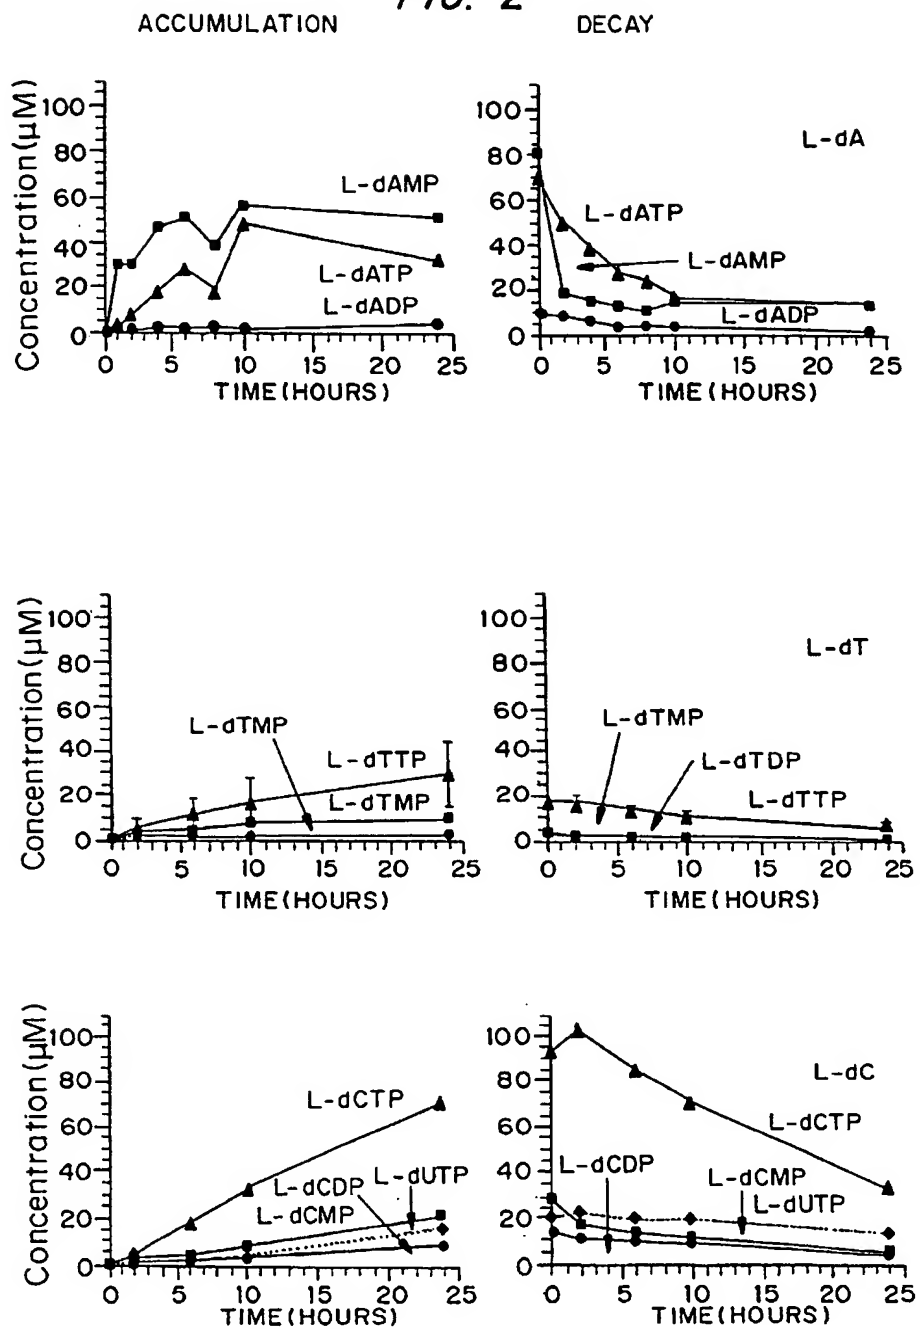 FIG. 2
ACCUMULATION
DECAY
Concentration(µM)
100
80
60
40
20
0
L-dAMP
L-dATP
L-dADP
0 5 10 15 20 25
TIME(HOURS)
100
80
60
40
20
0
L-dA
L-dATP
L-dAMP
L-dADP
0 5 10 15 20 25
TIME(HOURS)
Concentration(µM)
100
80
60
40
20
0
L-dTMP
L-dTTP
L-dTMP
0 5 10 15 20 25
TIME(HOURS)
100
80
60
40
20
0
L-dT
L-dTMP
L-dTDP
L-dTTP
0 5 10 15 20 25
TIME(HOURS)
Concentration(µM)
100
80
60
40
20
0
L-dCTP
L-dUTP
L-dCDP
L-dCMP
0 5 10 15 20 25
TIME(HOURS)
100
80
60
40
20
0
L-dC
L-dCTP
L-dCDP
L-dCMP
L-dUTP
0 5 10 15 20 25
TIME(HOURS)